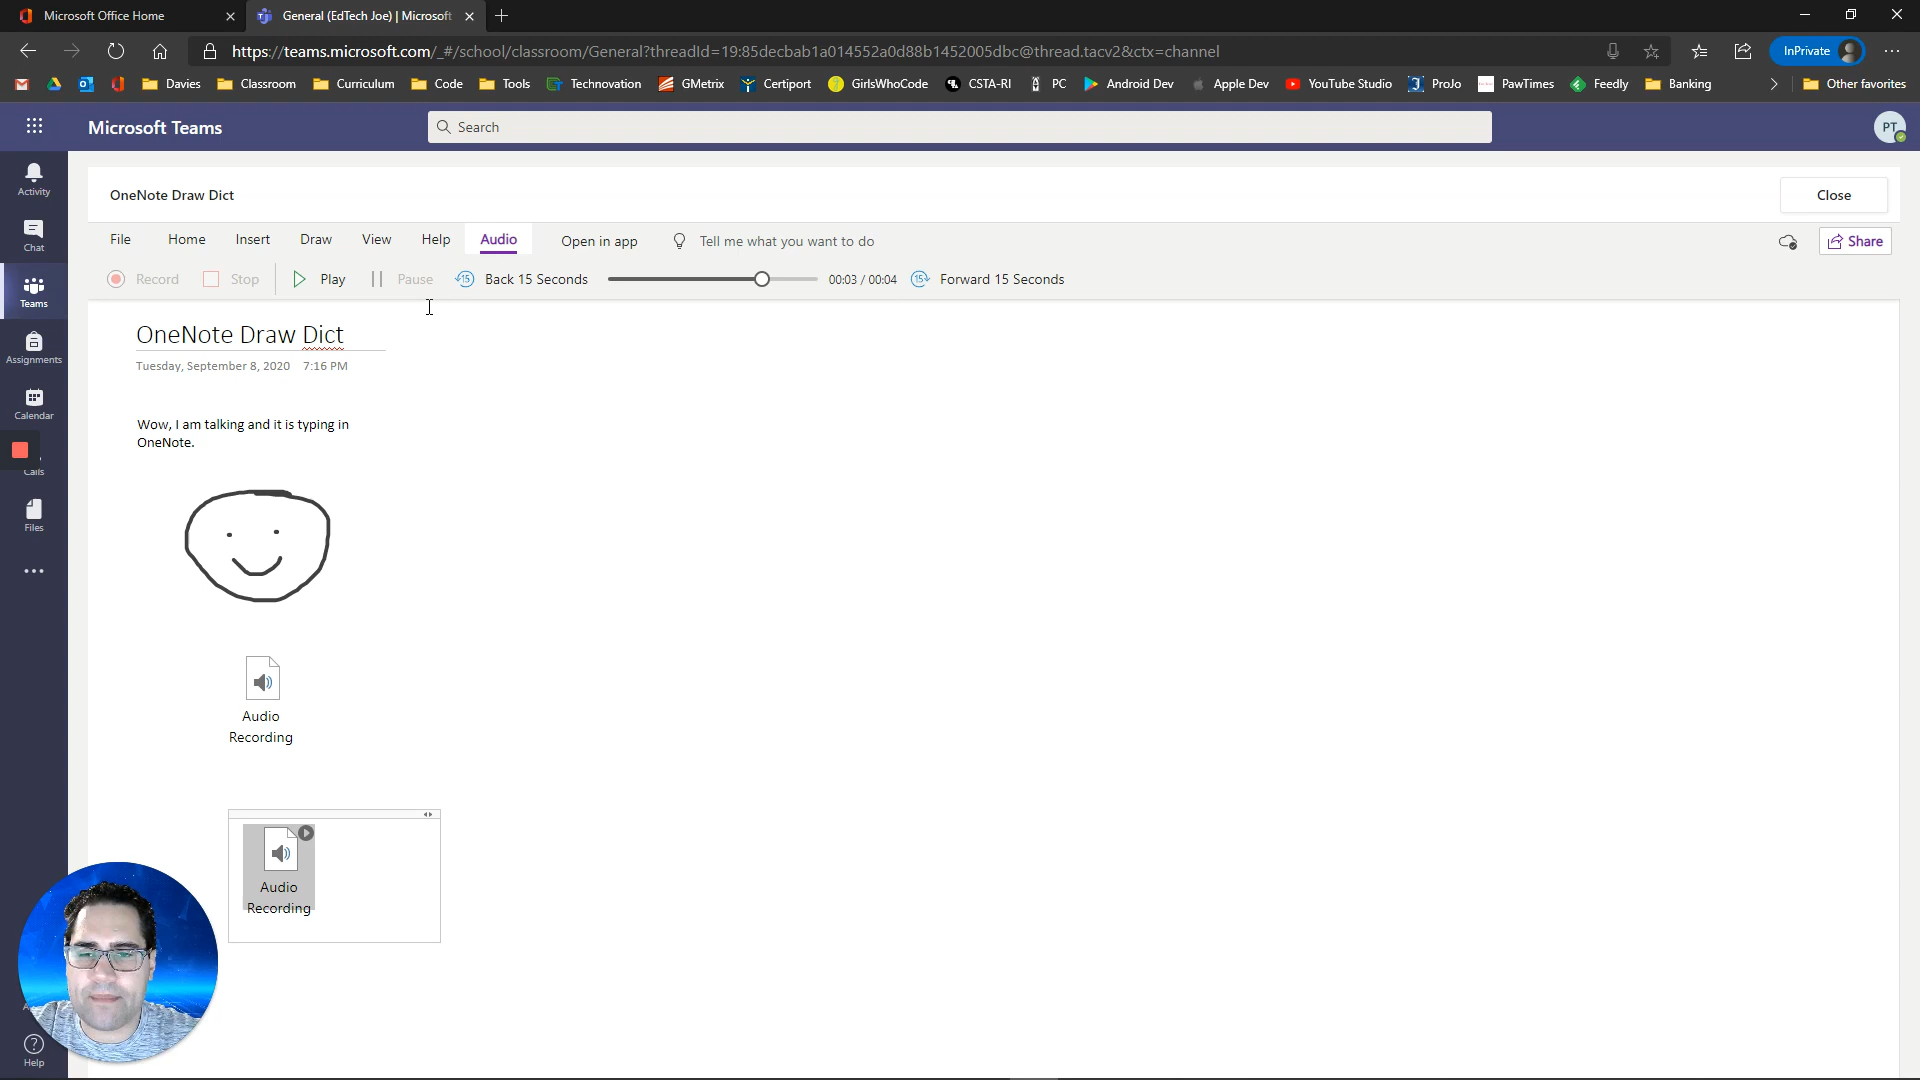 Microsoft Office Home
General (EdTech Joe) | Microsoft
https://teams.microsoft.com/_#/school/classroom/General?threadId=19:85decbab1a014552a0d88b1452005dbc@thread.tacv2&ctx=channel
InPrivate
Davies
Classroom
Curriculum
Code
Tools
Technovation
GMetrix
Certiport
GirlsWhoCode
CSTA-RI
PC
Android Dev
Apple Dev
YouTube Studio
ProJo
PawTimes
Feedly
Banking
Other favorites
Microsoft Teams
Search
PT
Activity
Chat
Teams
Assignments
Calendar
Calls
Files
Help
OneNote Draw Dict
Close
File Home Insert Draw View Help Audio Open in app Tell me what you want to do
Share
Record Stop Play Pause 15 Back 15 Seconds 00:03 / 00:04 15 Forward 15 Seconds
OneNote Draw Dict
Tuesday, September 8, 2020 7:16 PM
Wow, I am talking and it is typing in
OneNote.
Audio
Recording
Audio
Recording